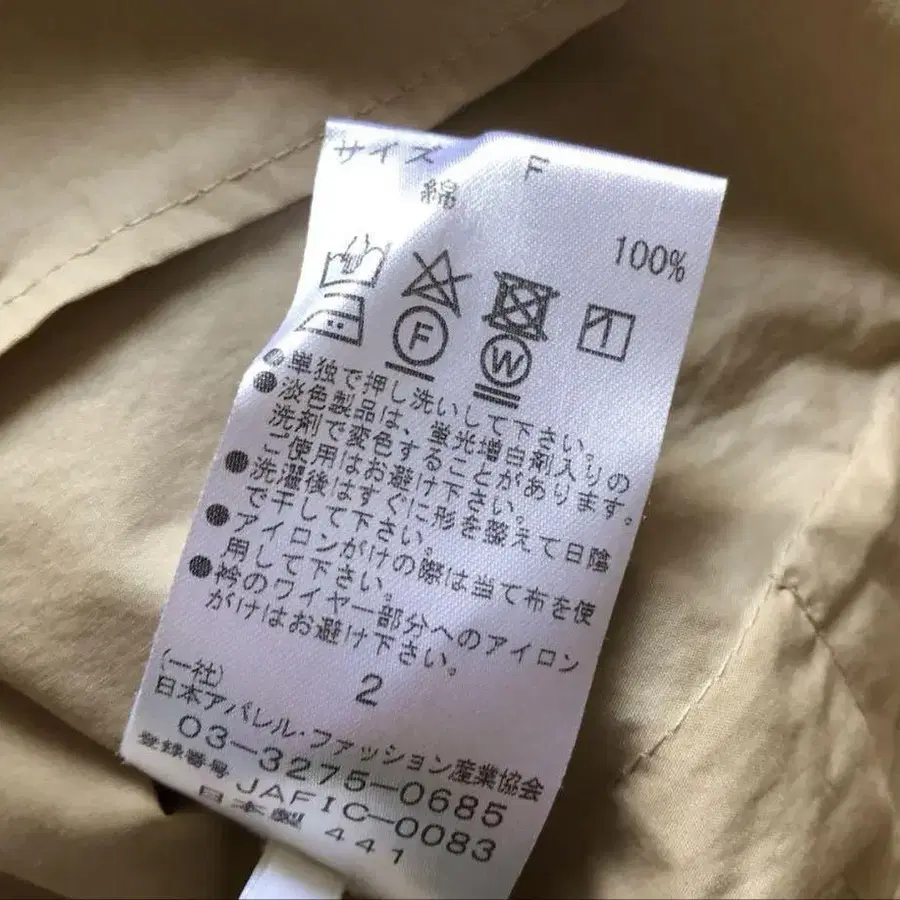 サイズ F
綿
100%
F W
●単独で押し洗いして下さい。
●淡色製品は、蛍光増白剤入りの
洗剤で変色することがあります。
ご使用はお避け下さい。
●洗濯後はすぐに形を整えて日陰
で干して下さい。
●アイロンがけの際は当て布を使
用して下さい。
●衿のワイヤー部分へのアイロン
がけはお避け下さい。
2
(一社)
日本アパレル・ファッション産業協会
03-3275-0685
登録番号 JAFIC-0083
日本製 441